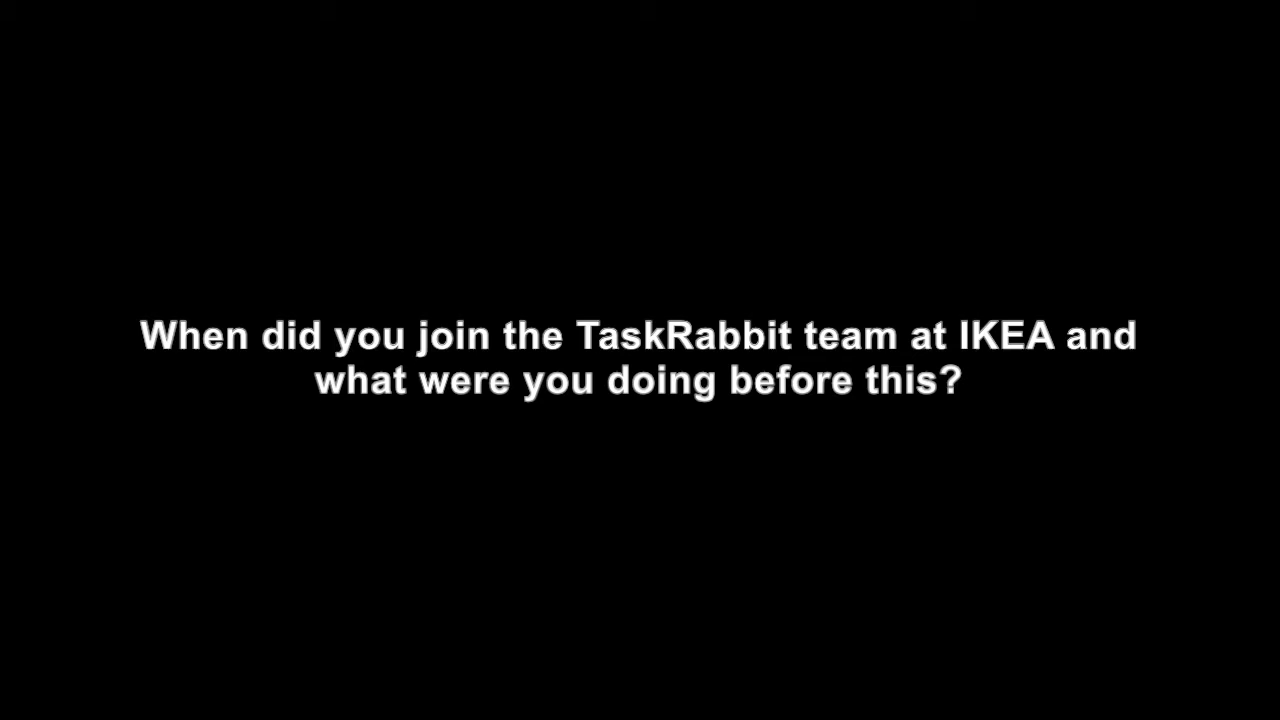 When did you join the TaskRabbit team at IKEA and
what were you doing before this?